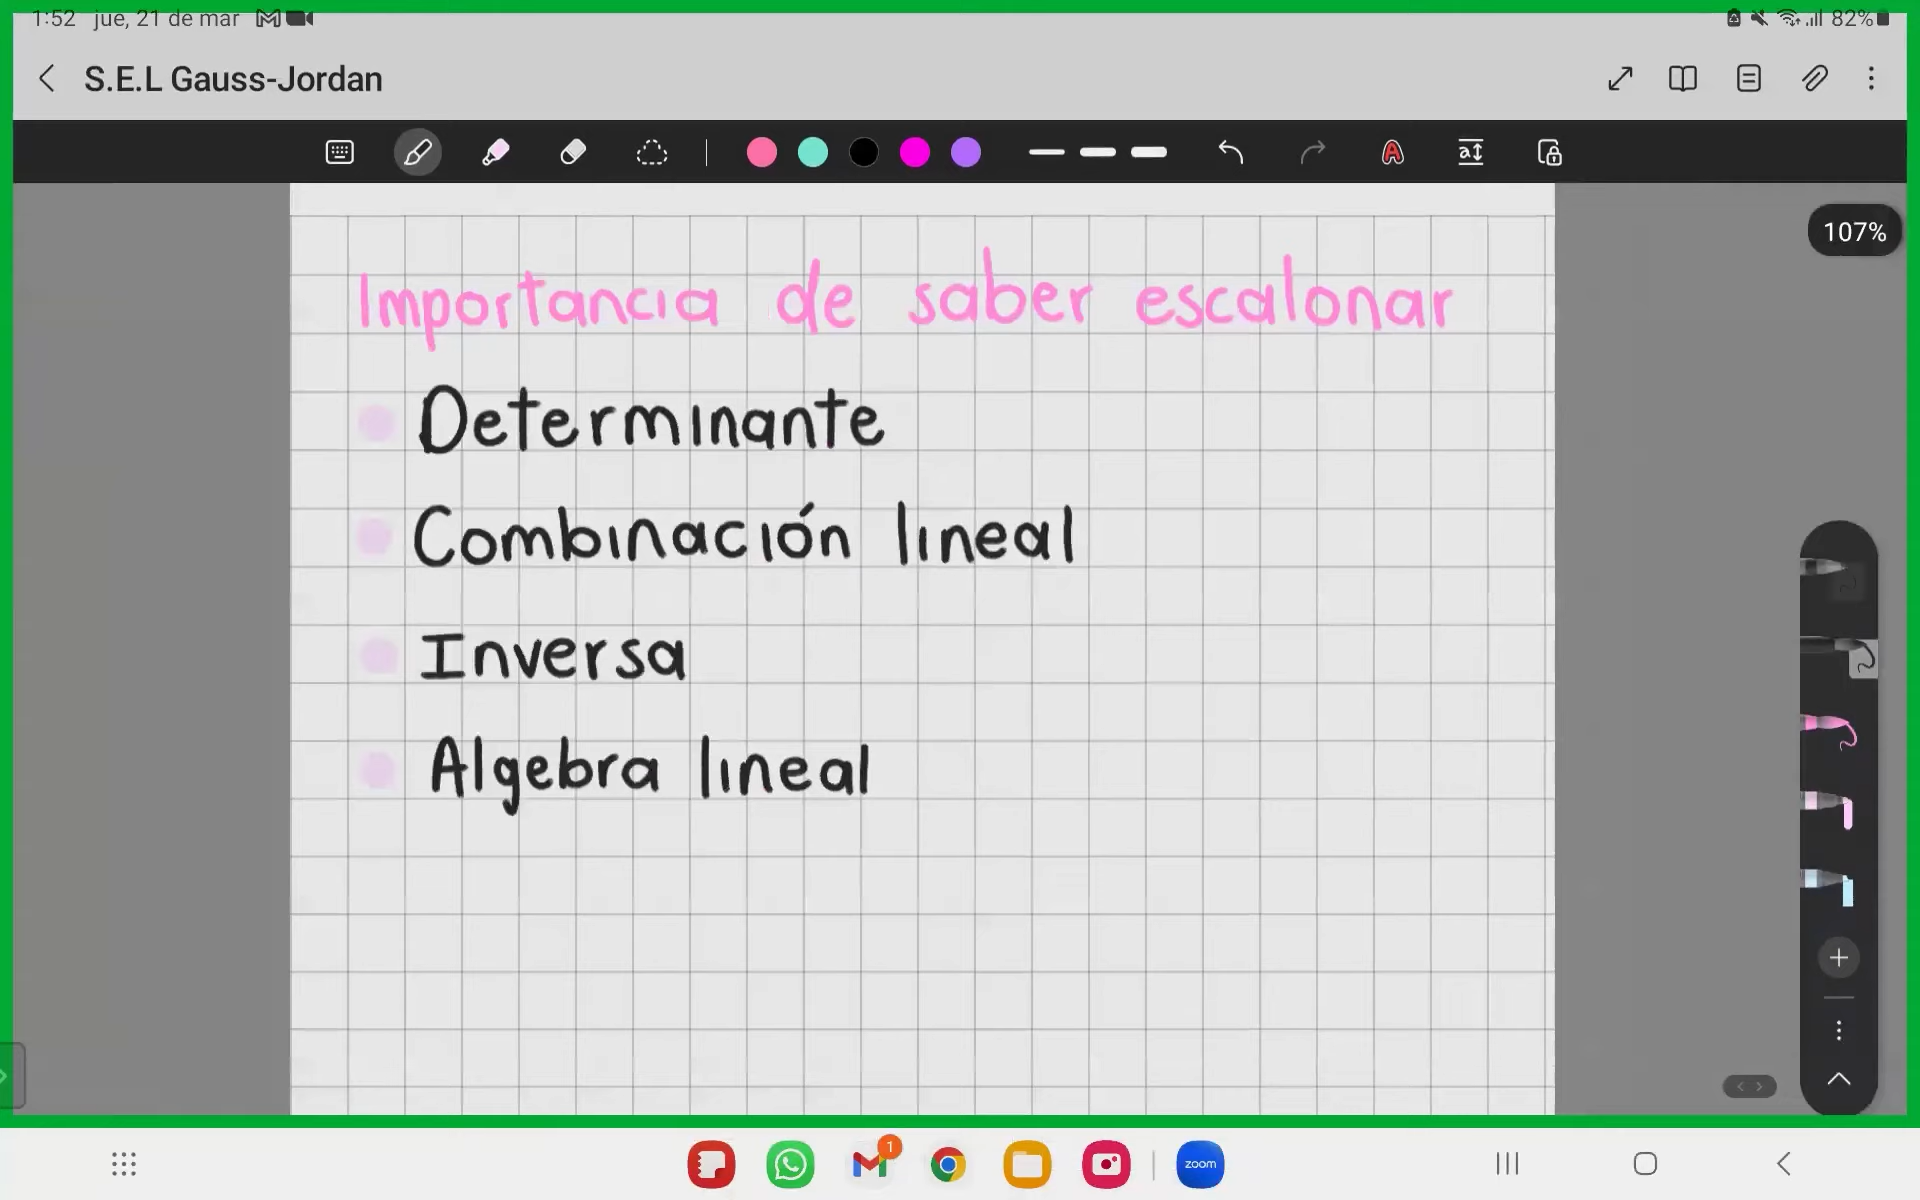 1:52 jue, 21 de mar
82%
S.E.L Gauss-Jordan
A
a
107%
Importancia de saber escalonar
Determinante
Combinación lineal
Inversa
Algebra lineal
1
zoom